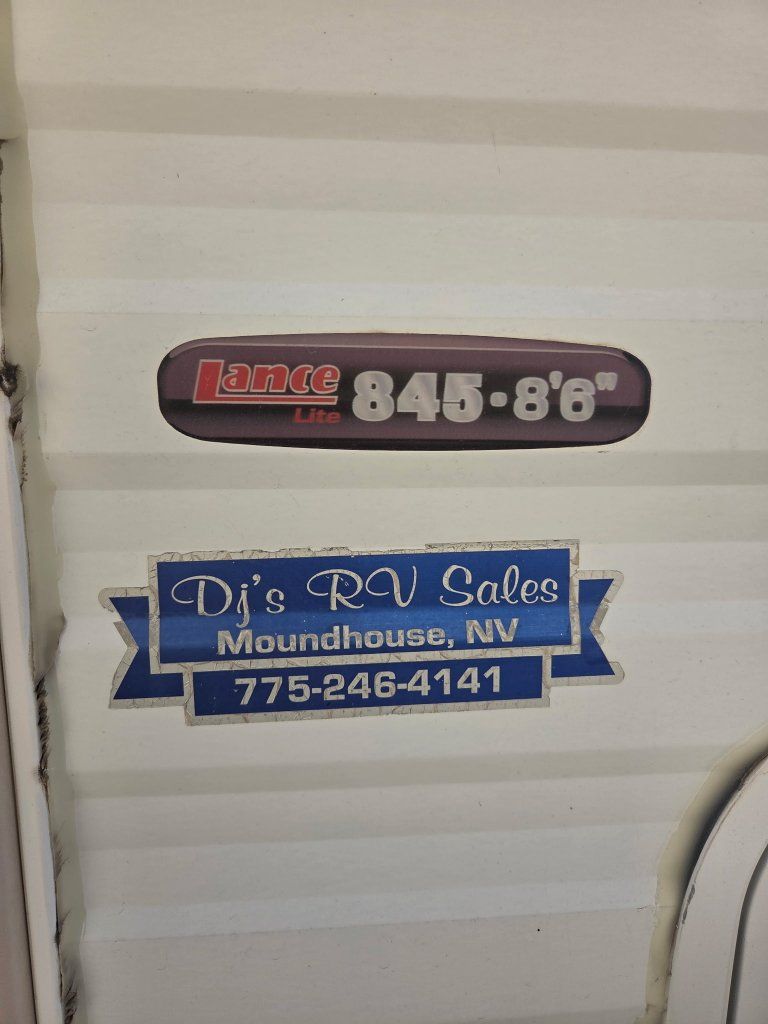 Lance 845·8'6"
Lite
Dj's RV Sales
Moundhouse, NV
775-246-4141